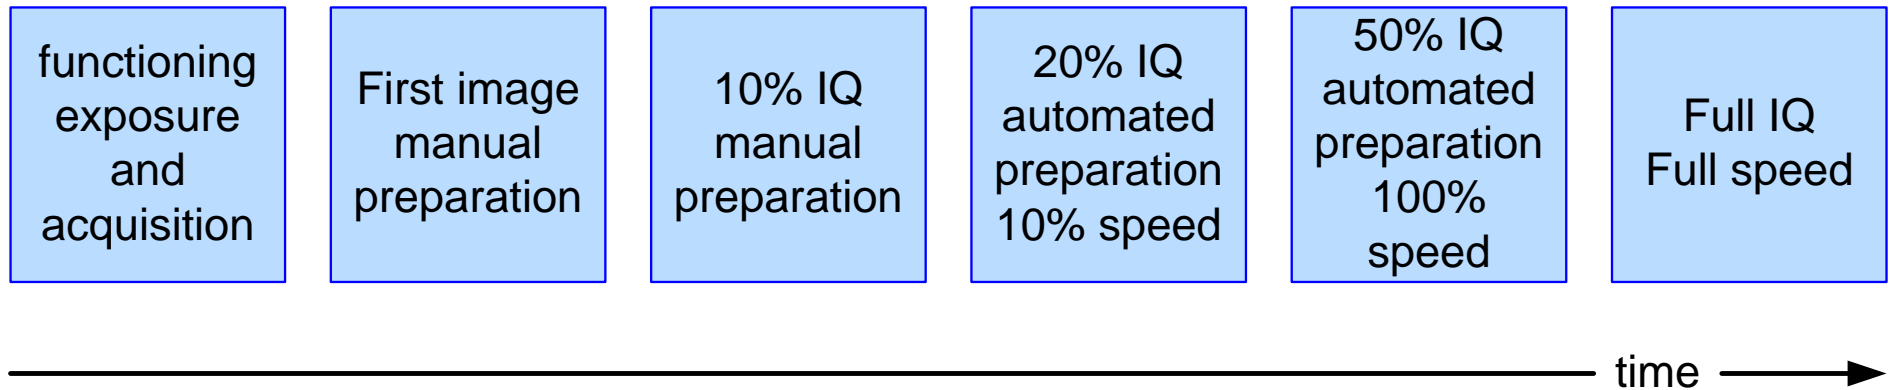 functioning
exposure
and
acquisition
First image
manual
preparation
10% IQ
manual
preparation
20% IQ
automated
preparation
10% speed
50% IQ
automated
preparation
100%
speed
Full IQ
Full speed
time